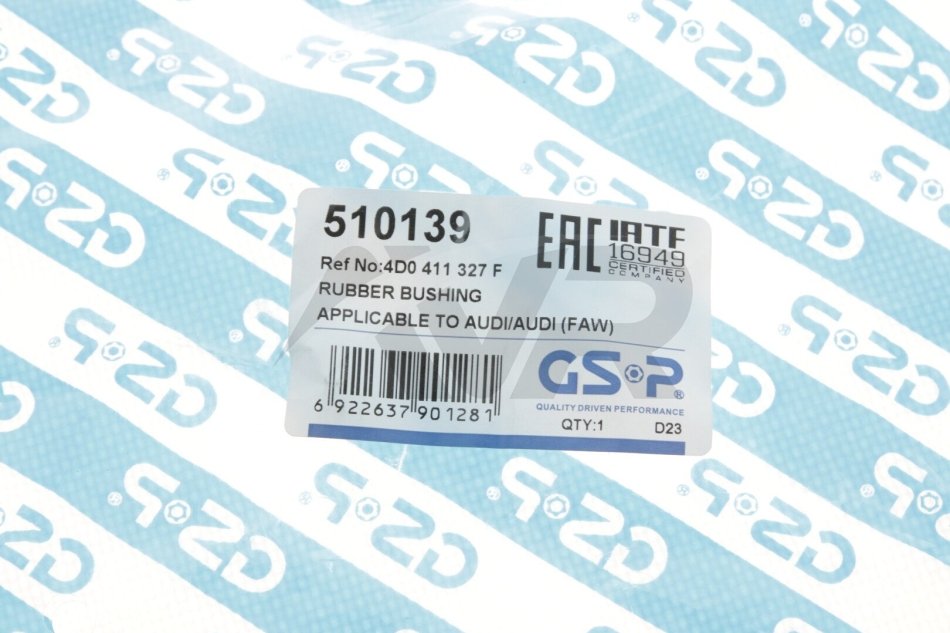 510139
EAC
IATF
16949
CERTIFIED
COMPANY
Ref No:4D0 411 327 F
RUBBER BUSHING
APPLICABLE TO AUDI/AUDI (FAW)
6 922637 901281
GSP®
QUALITY DRIVEN PERFORMANCE
QTY:1 D23